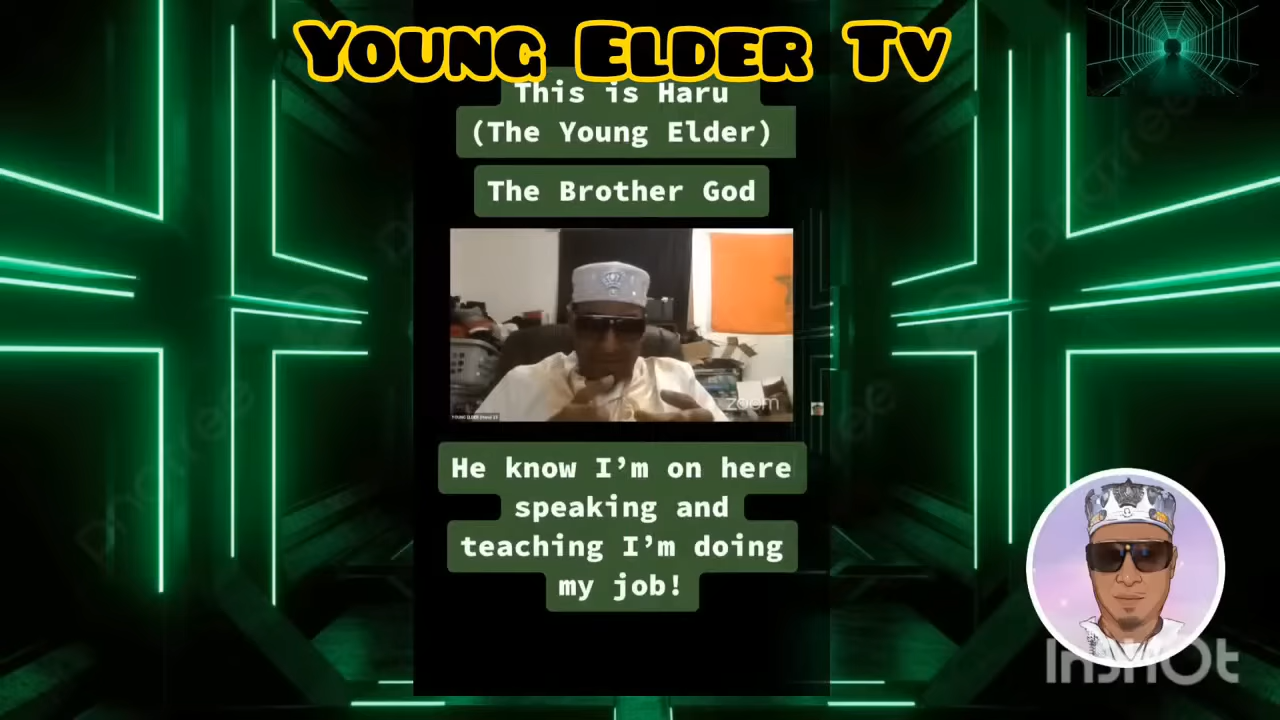 Young Elder Tv
This is Haru
(The Young Elder)
The Brother God
zoom
He know I’m on here
speaking and
teaching I’m doing
my job!
InShOt